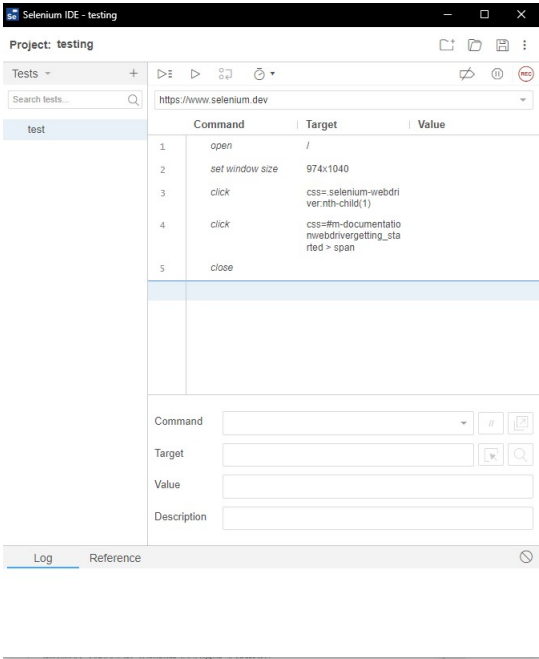 Se Selenium IDE - testing
Project: testing
Tests
Search tests...
test
REC
https://www.selenium.dev
Command Target Value
1 open /
2 set window size 974x1040
3 click css=.selenium-webdri
ver:nth-child(1)
4 click css=#m-documentatio
nwebdrivergetting_sta
rted > span
5 close
Command
//
Target
Value
Description
Log Reference